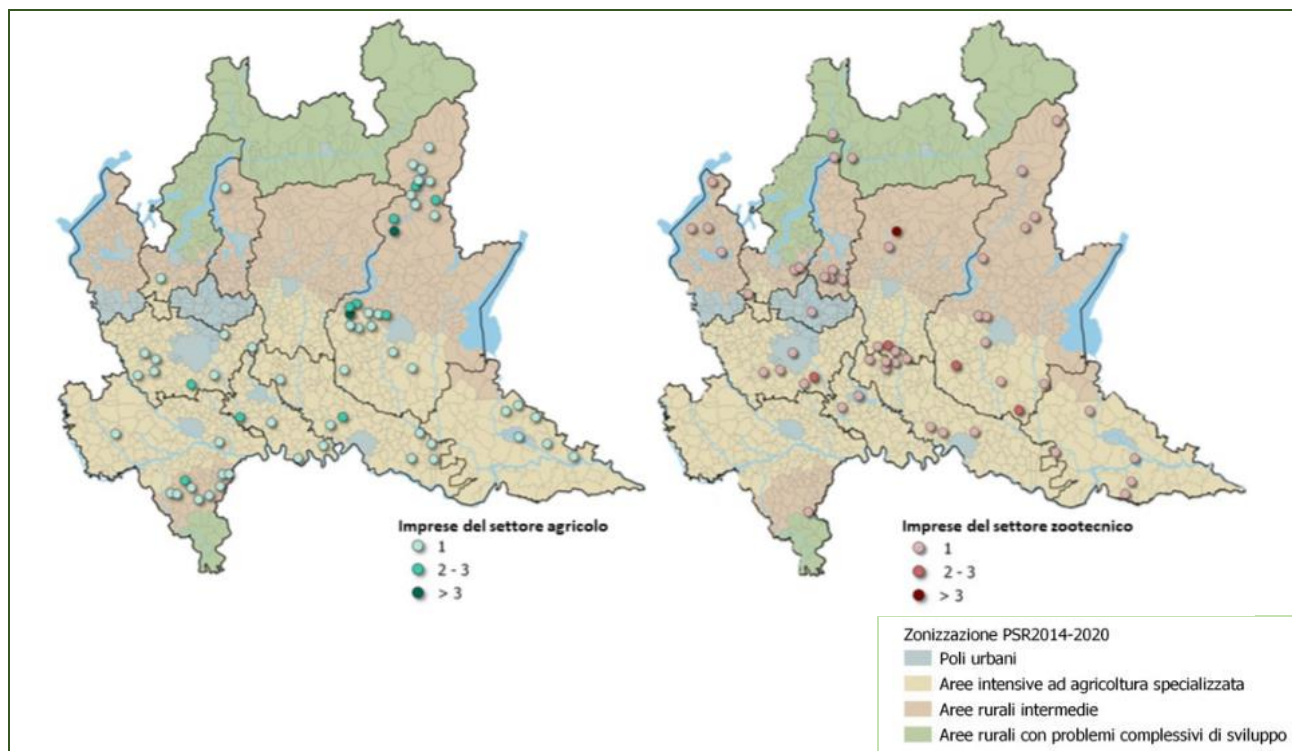 Imprese del settore agricolo
1
2 - 3
> 3
Imprese del settore zootecnico
1
2 - 3
> 3
Zonizzazione PSR2014-2020
Poli urbani
Aree intensive ad agricoltura specializzata
Aree rurali intermedie
Aree rurali con problemi complessivi di sviluppo